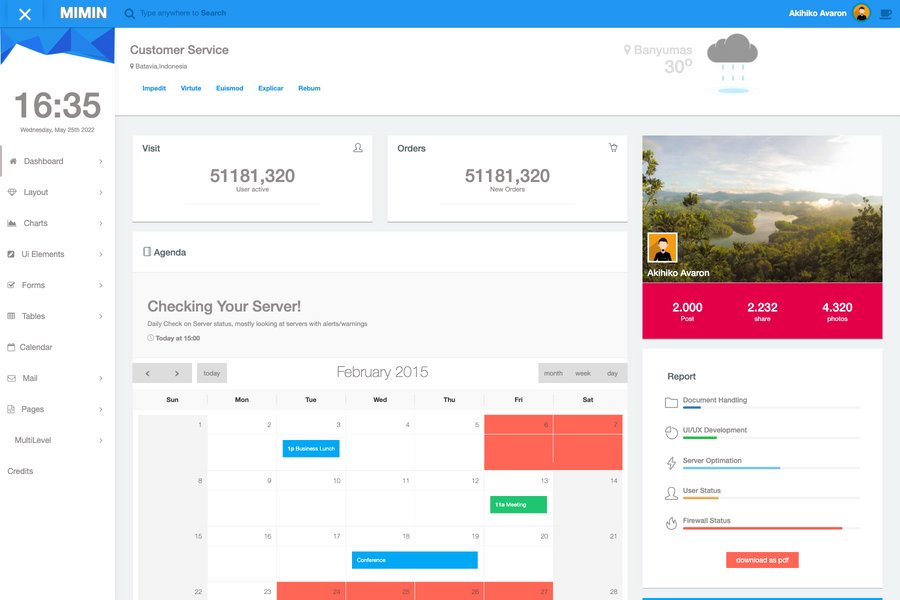 MIMIN
Type anywhere to Search
Akihiko Avaron
Customer Service
Batavia,Indonesia
Impedit Virtute Euismod Explicar Rebum
Banyumas
30º
16:35
Wednesday, May 25th 2022
Dashboard
Layout
Charts
Ui Elements
Forms
Tables
Calendar
Mail
Pages
MultiLevel
Credits
Visit
51181,320
User active
Orders
51181,320
New Orders
Agenda
Checking Your Server!
Daily Check on Server status, mostly looking at servers with alerts/warnings
Today at 15:00
today
February 2015
month week day
Sun Mon Tue Wed Thu Fri Sat
1 2 3 4 5 6 7
1p Business Lunch
8 9 10 11 12 13 14
11a Meeting
15 16 17 18 19 20 21
Conference
22 23 24 25 26 27 28
Akihiko Avaron
2.000 2.232 4.320
Post share photos
Report
Document Handling
UI/UX Development
Server Optimation
User Status
Firewall Status
download as pdf